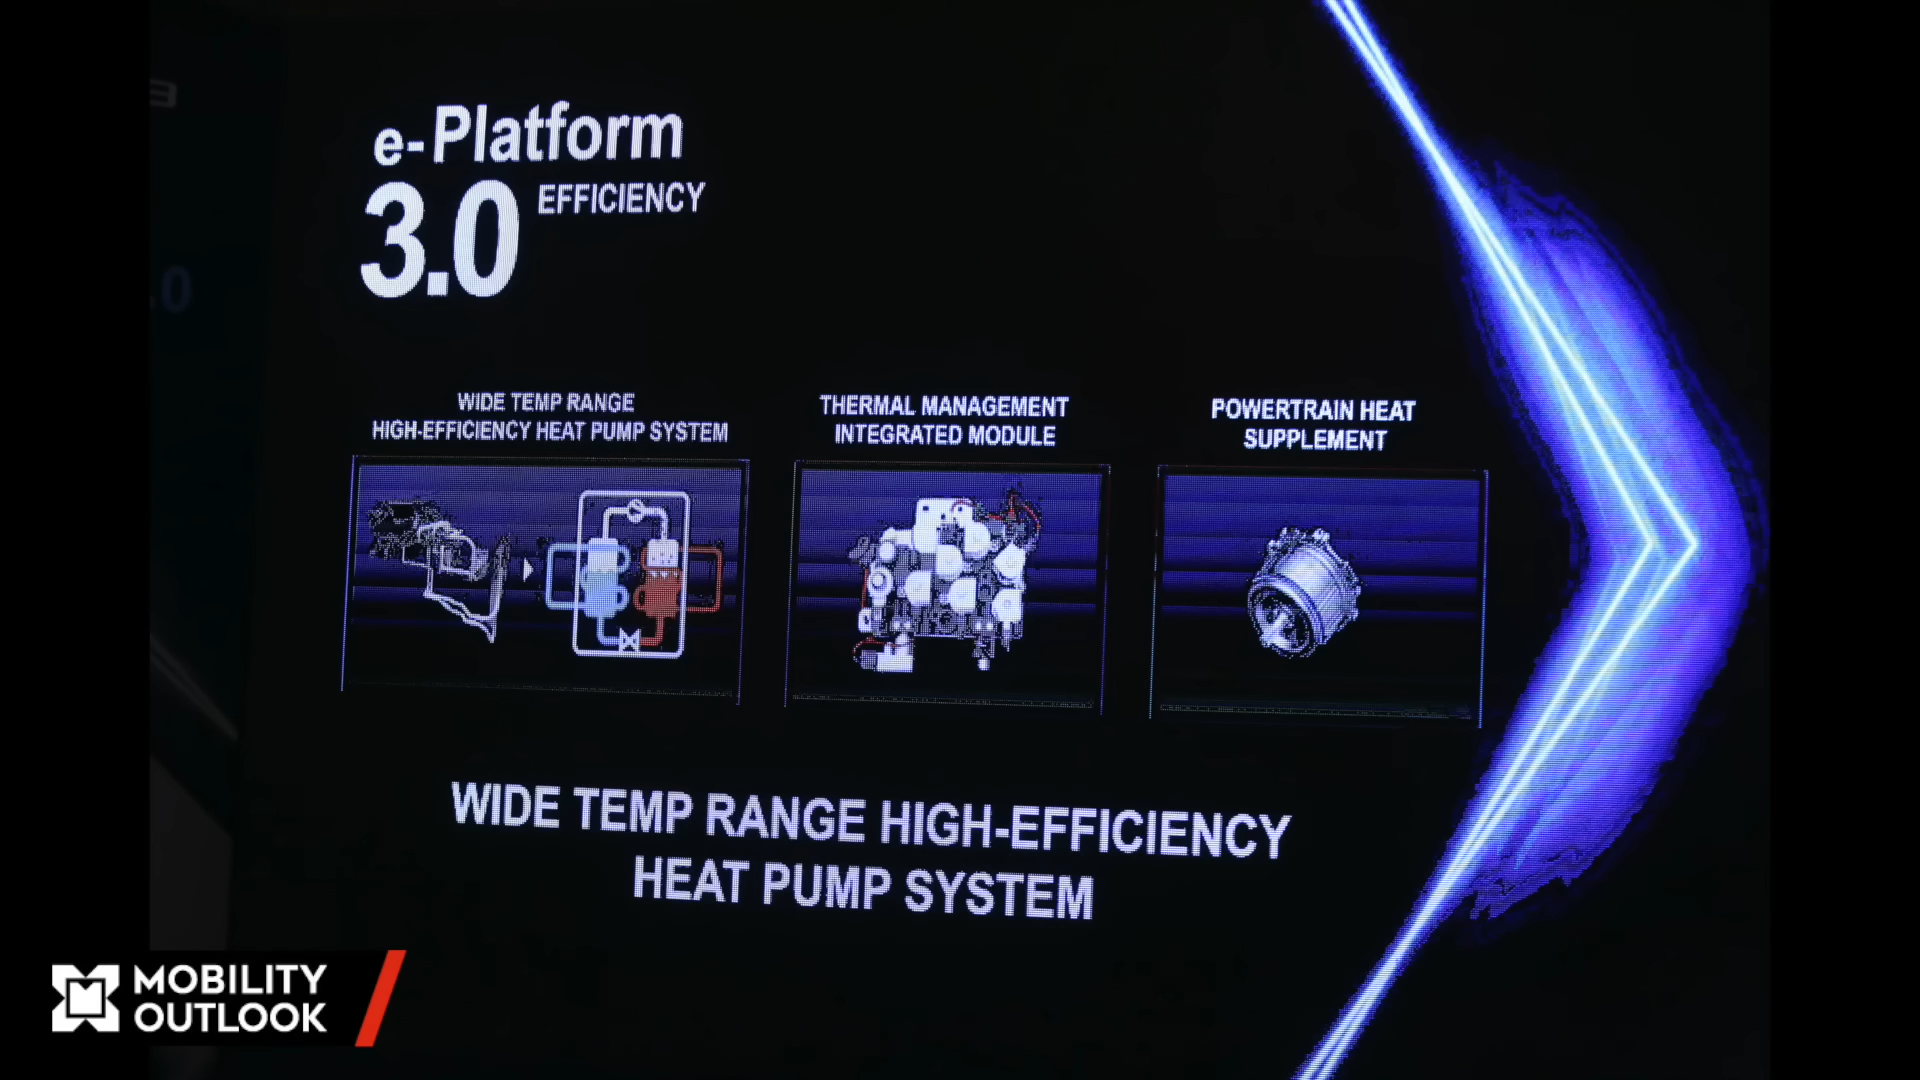 e-Platform
3.0 EFFICIENCY
WIDE TEMP RANGE
HIGH-EFFICIENCY HEAT PUMP SYSTEM
THERMAL MANAGEMENT
INTEGRATED MODULE
POWERTRAIN HEAT
SUPPLEMENT
WIDE TEMP RANGE HIGH-EFFICIENCY
HEAT PUMP SYSTEM
MOBILITY
OUTLOOK
.0